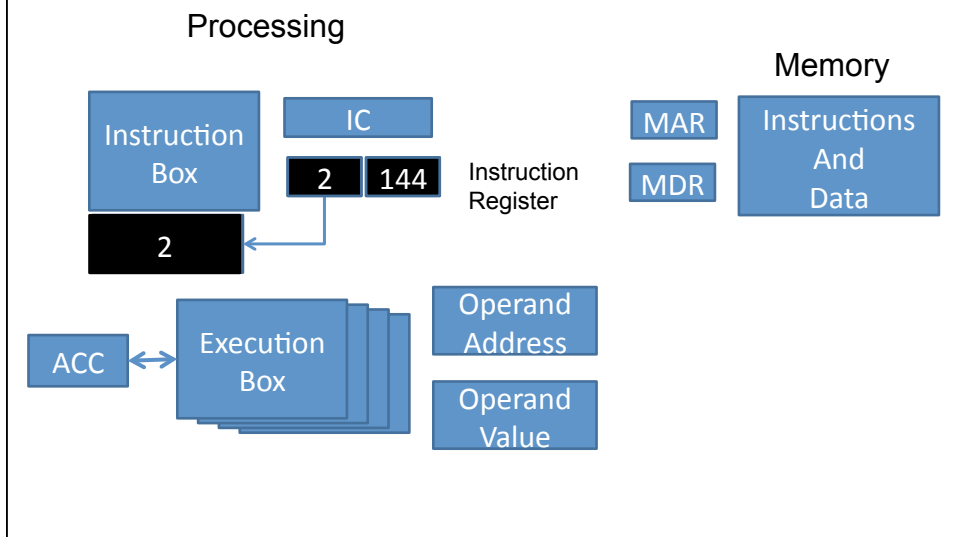 Processing
Memory
Instruction
Box
IC
2
144
Instruction
Register
MAR
MDR
Instructions
And
Data
2
ACC
Execution
Box
Operand
Address
Operand
Value